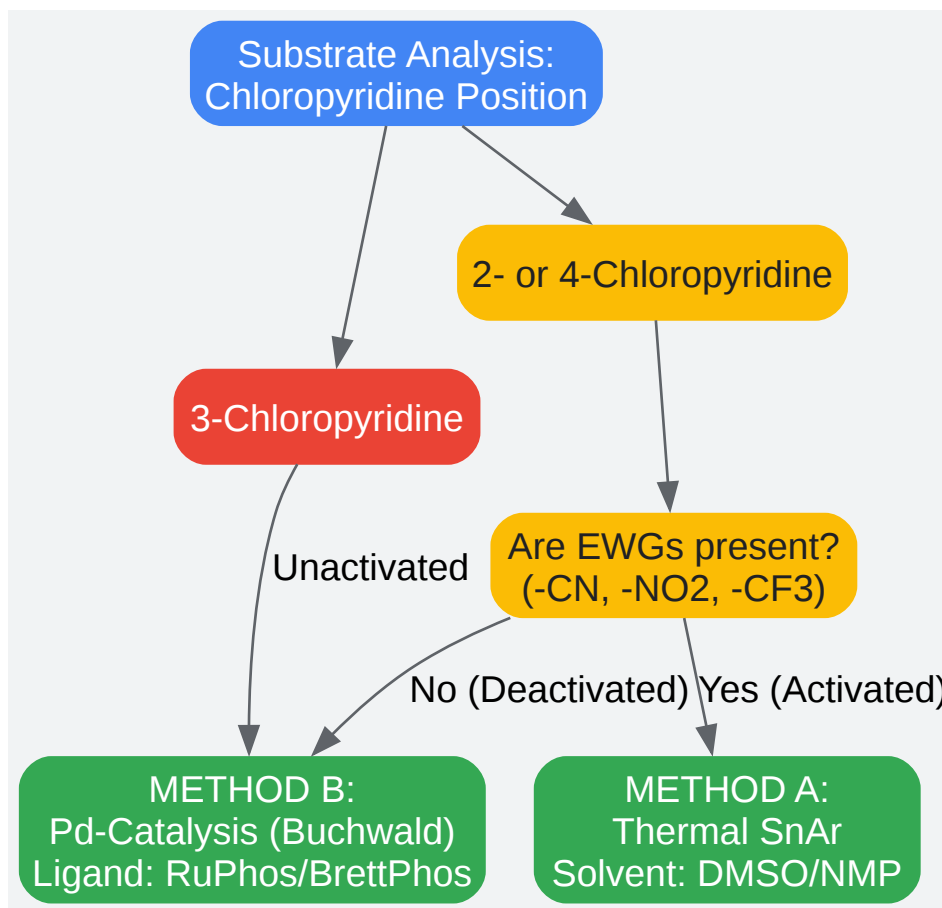 Substrate Analysis:
Chloropyridine Position
2- or 4-Chloropyridine
3-Chloropyridine
Are EWGs present?
(-CN, -NO2, -CF3)
Unactivated
No (Deactivated)
Yes (Activated)
METHOD B:
Pd-Catalysis (Buchwald)
Ligand: RuPhos/BrettPhos
METHOD A:
Thermal SnAr
Solvent: DMSO/NMP